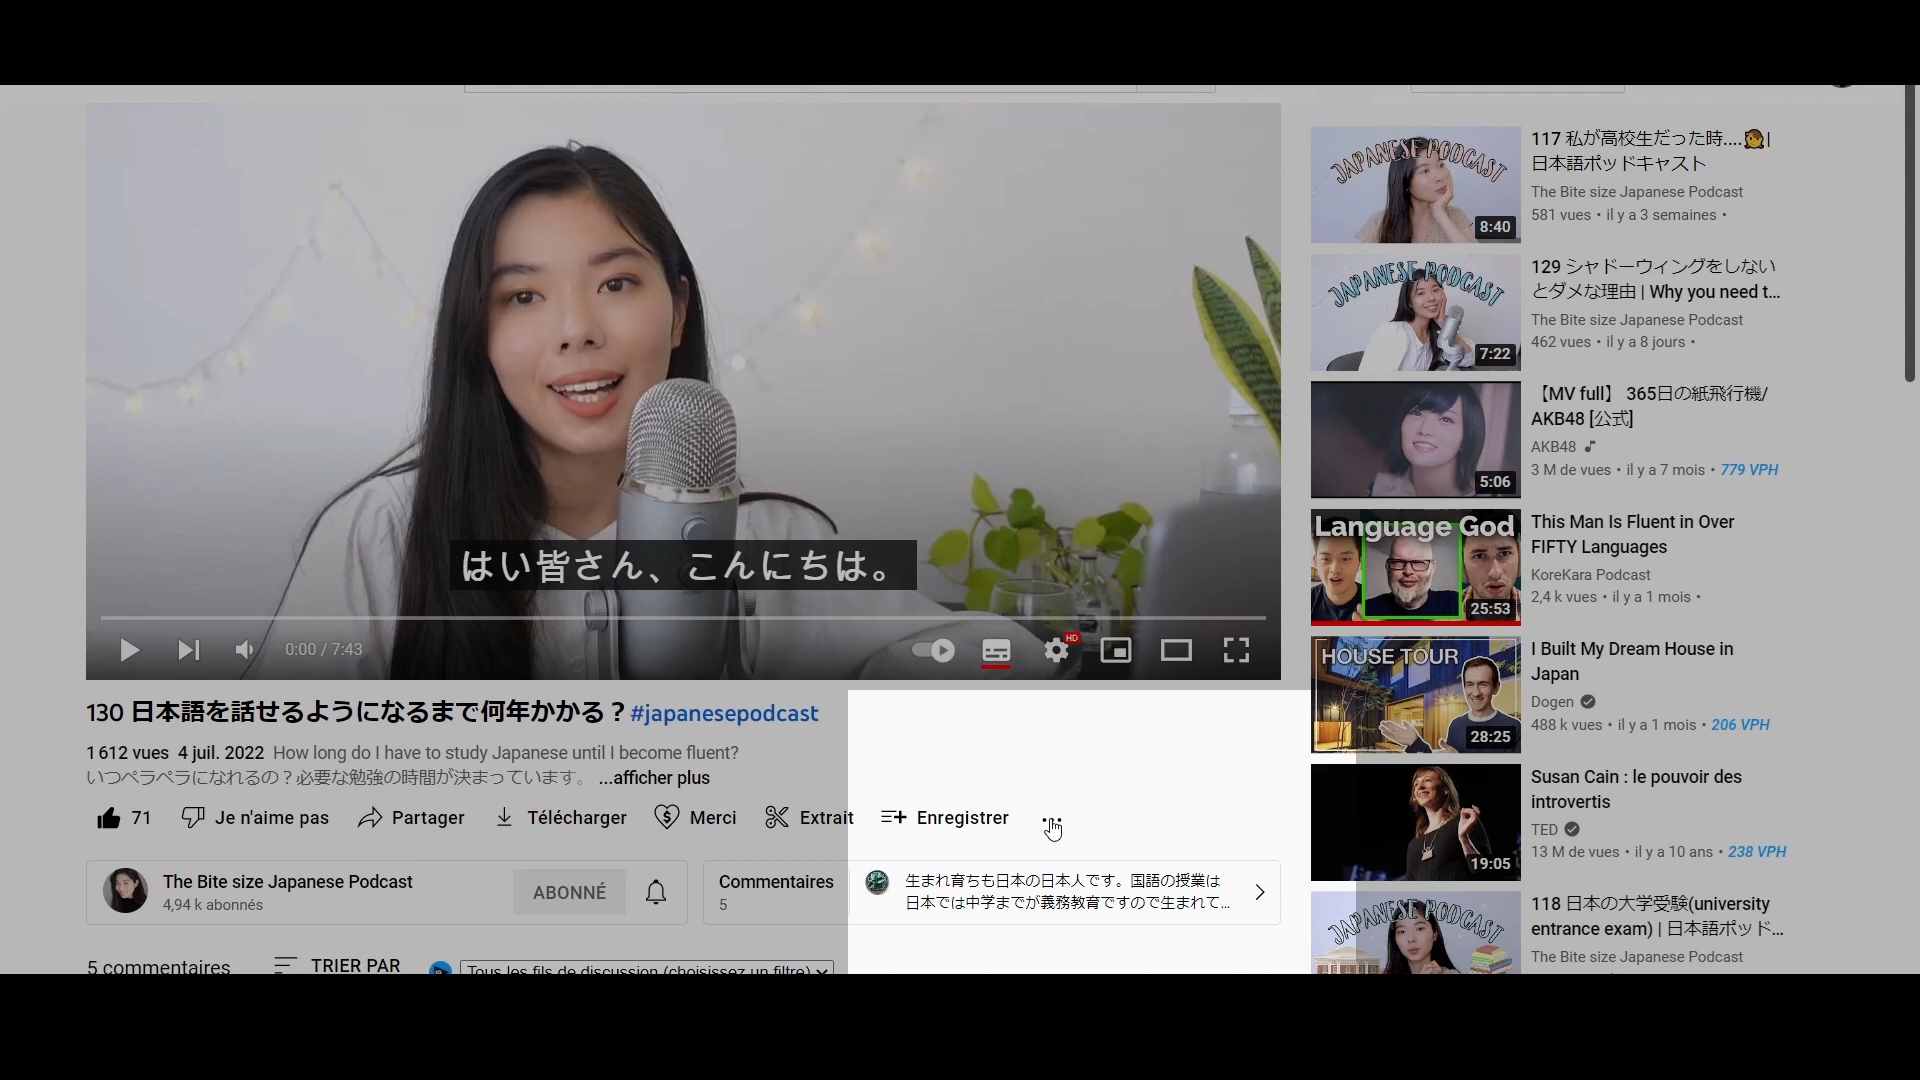 はい皆さん、こんにちは。
0:00 / 7:43
HD
130 日本語を話せるようになるまで何年かかる？#japanesepodcast
1 612 vues 4 juil. 2022 How long do I have to study Japanese until I become fluent?
いつペラペラになれるの？必要な勉強の時間が決まっています。 ...afficher plus
71 Je n'aime pas Partager Télécharger Merci Extrait Enregistrer
The Bite size Japanese Podcast
4,94 k abonnés
ABONNÉ
Commentaires
5
生まれ育ちも日本の日本人です。国語の授業は
日本では中学までが義務教育ですので生まれて...
5 commentaires TRIER PAR Tous les fils de discussion (choisissez un filtre)
JAPANESE PODCAST
8:40
117 私が高校生だった時....|
日本語ポッドキャスト
The Bite size Japanese Podcast
581 vues • il y a 3 semaines •
JAPANESE PODCAST
7:22
129 シャドーウィングをしない
とダメな理由 | Why you need t...
The Bite size Japanese Podcast
462 vues • il y a 8 jours •
5:06
【MV full】 365日の紙飛行機/
AKB48 [公式]
AKB48
3 M de vues • il y a 7 mois • 779 VPH
Language God
25:53
This Man Is Fluent in Over
FIFTY Languages
KoreKara Podcast
2,4 k vues • il y a 1 mois •
HOUSE TOUR
28:25
I Built My Dream House in
Japan
Dogen
488 k vues • il y a 1 mois • 206 VPH
19:05
Susan Cain : le pouvoir des
introvertis
TED
13 M de vues • il y a 10 ans • 238 VPH
JAPANESE PODCAST
118 日本の大学受験(university
entrance exam) | 日本語ポッド...
The Bite size Japanese Podcast